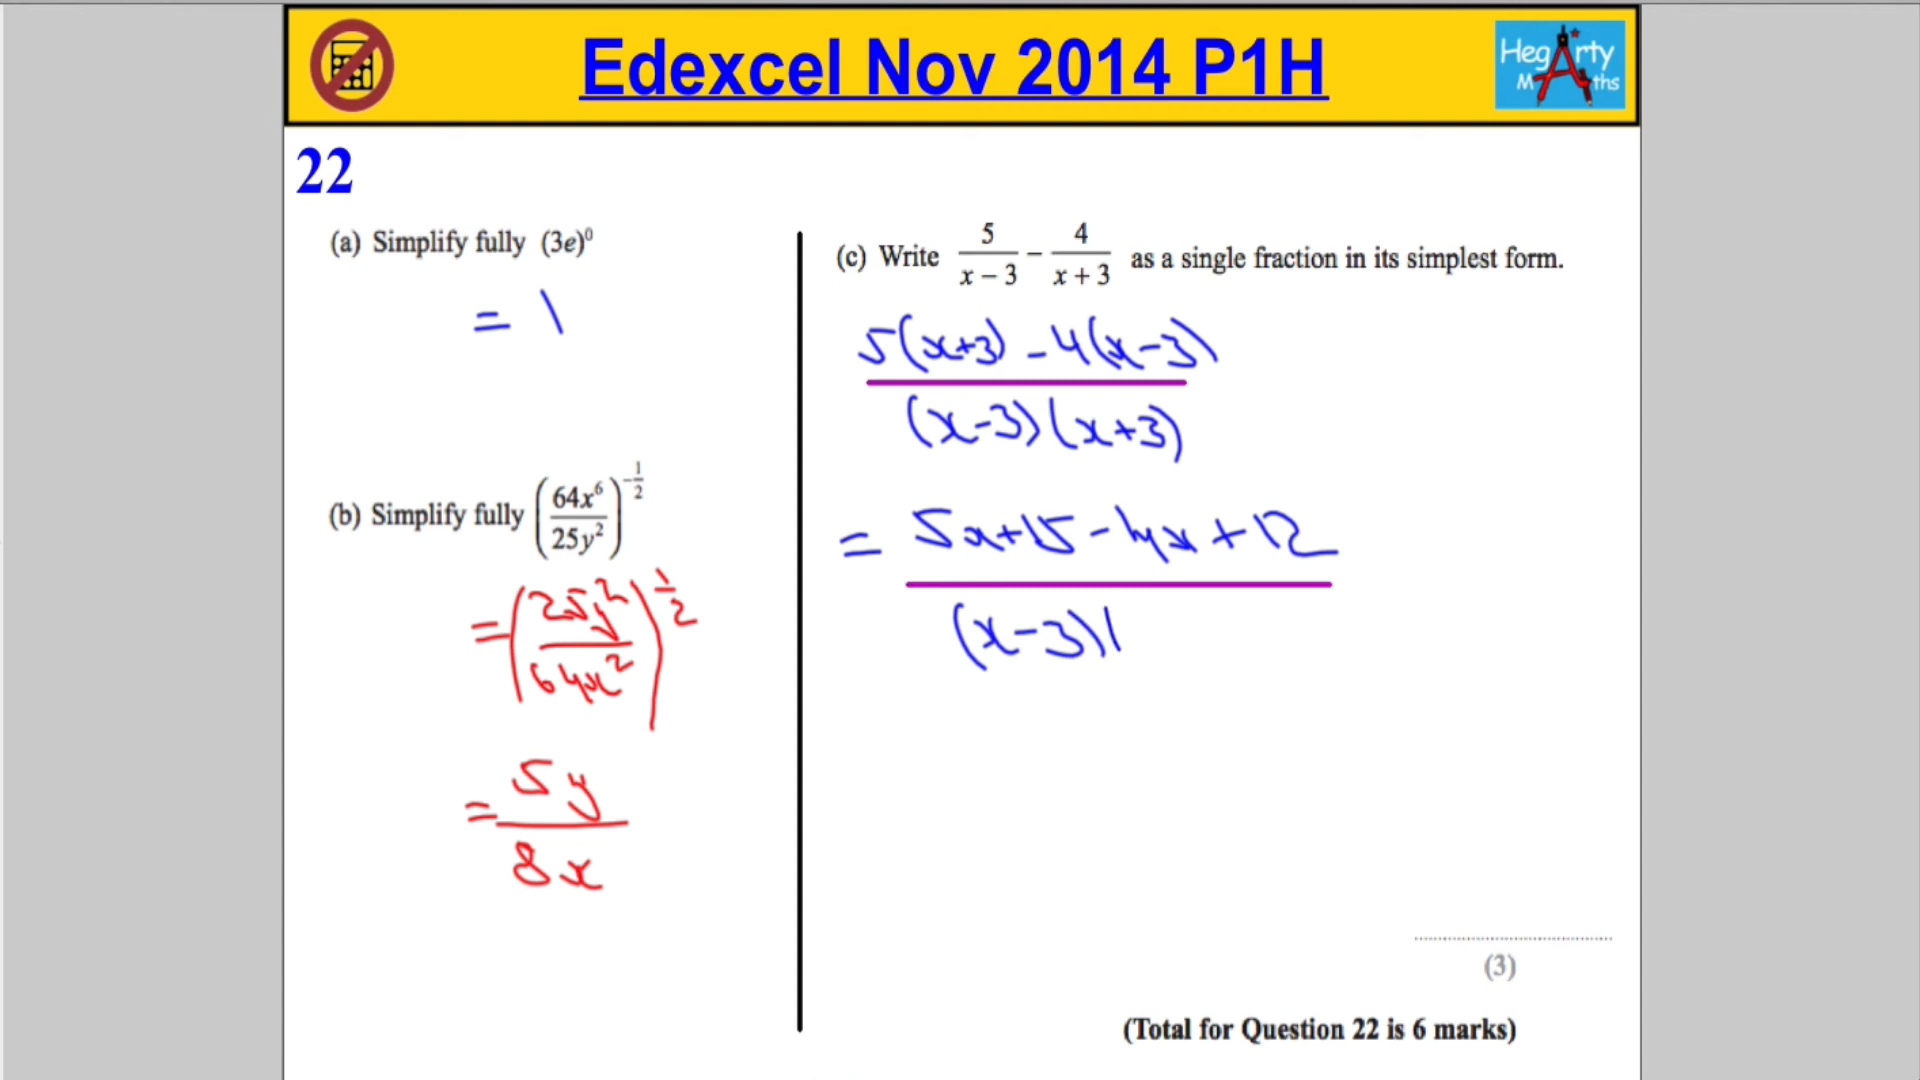 Edexcel Nov 2014 P1H
Hegarty
Maths
22
(a) Simplify fully (3e)⁰
= 1
(b) Simplify fully (64x⁶/25y²)^(-1/2)
= (25y²/64x²)^(1/2)
= 5y/8x
(c) Write 5/(x − 3) − 4/(x + 3) as a single fraction in its simplest form.
5(x+3) - 4(x-3)
(x-3)(x+3)
= 5x+15-4x+12
(x-3)(
(3)
(Total for Question 22 is 6 marks)